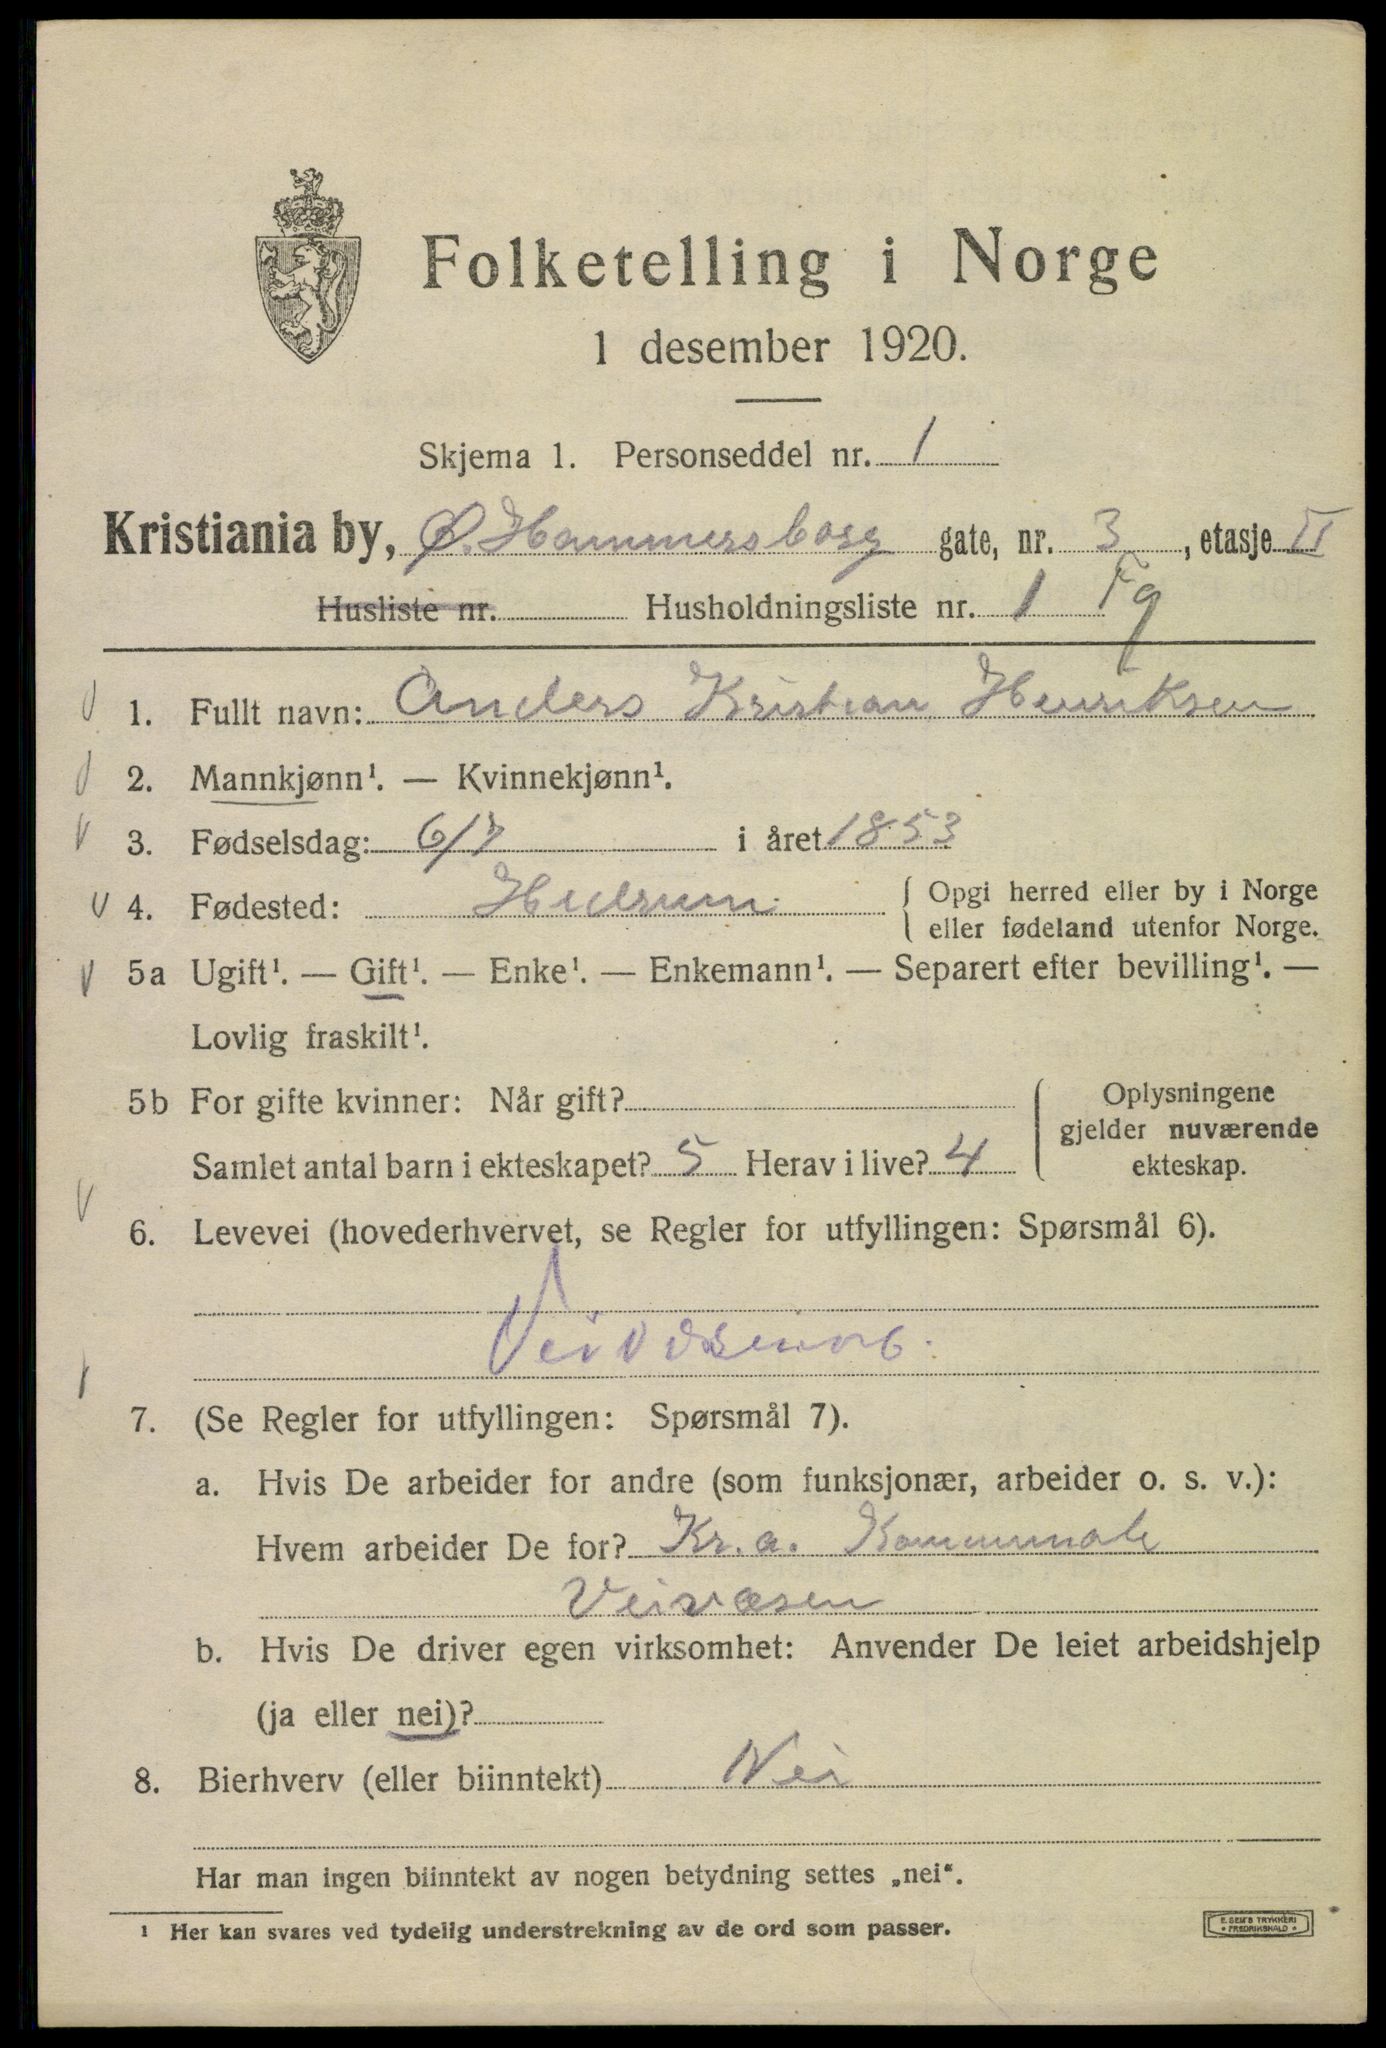 Folketelling i Norge
1 desember 1920.
Skjema 1. Personseddel nr. 1
Kristiania by, Ø. Hammersborg gate, nr. 3, etasje II
Husliste nr. Husholdningsliste nr. 1 Fg
1. Fullt navn: Anders Kristian Henriksen
2. Mannkjønn¹. — Kvinnekjønn¹.
3. Fødselsdag: 6/7 i året 1853
4. Fødested: Hedrum { Opgi herred eller by i Norge
eller fødeland utenfor Norge.
5a Ugift¹. — Gift¹. — Enke¹. — Enkemann¹. — Separert efter bevilling¹. —
Lovlig fraskilt¹.
5b For gifte kvinner: Når gift? { Oplysningene
gjelder nuværende
Samlet antal barn i ekteskapet? 5 Herav i live? 4 ekteskap.
6. Levevei (hovederhvervet, se Regler for utfyllingen: Spørsmål 6).
7. (Se Regler for utfyllingen: Spørsmål 7).
a. Hvis De arbeider for andre (som funksjonær, arbeider o. s. v.):
Hvem arbeider De for? Kr. a. Kommunale
Veivæsen
b. Hvis De driver egen virksomhet: Anvender De leiet arbeidshjelp
(ja eller nei)?
8. Bierhverv (eller biinntekt) Nei
Har man ingen biinntekt av nogen betydning settes „nei“.
¹ Her kan svares ved tydelig understrekning av de ord som passer.
E. SEM'S TRYKKERI
* FREDRIKSHALD *